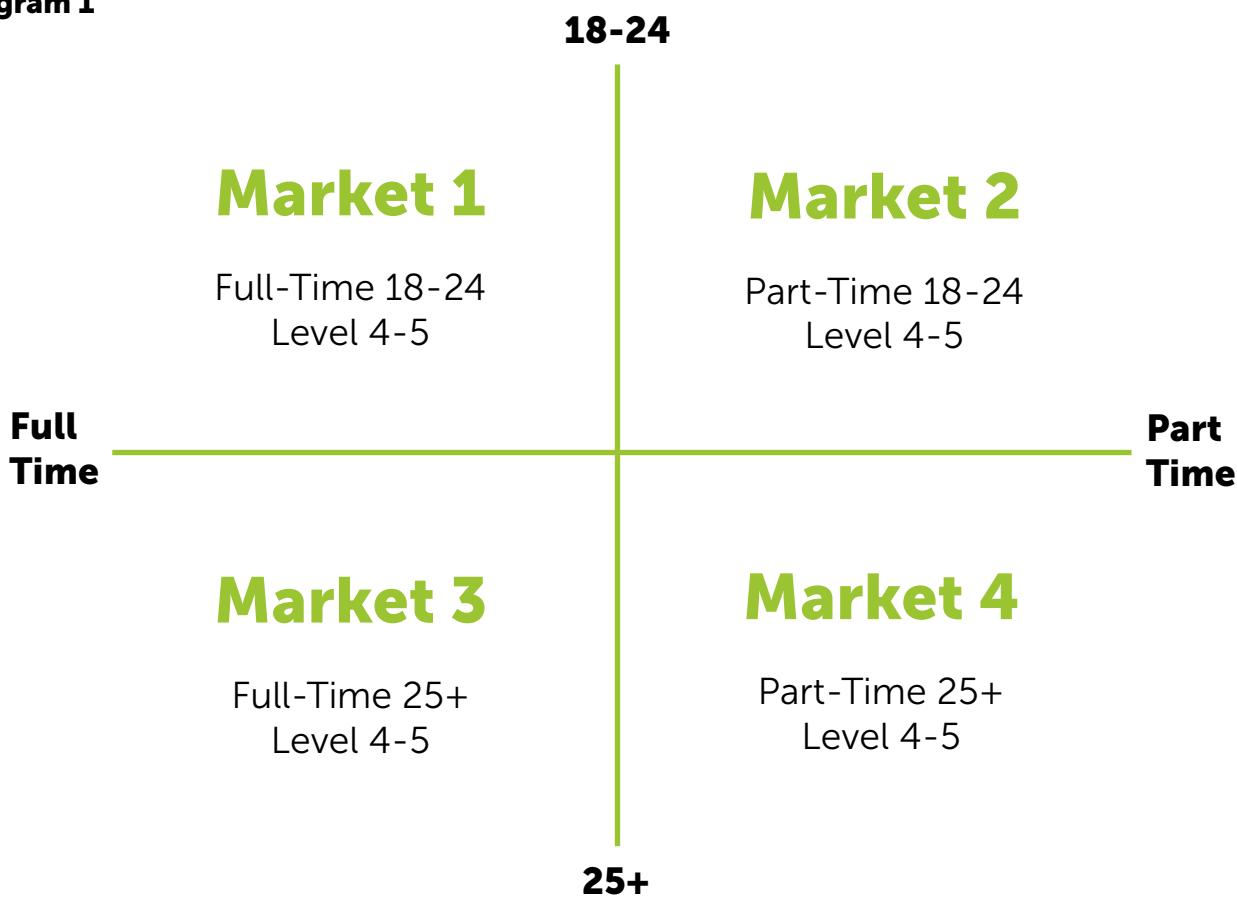 18-24
Market 1
Full-Time 18-24
Level 4-5
Market 2
Part-Time 18-24
Level 4-5
Full
Time
Part
Time
Market 3
Full-Time 25+
Level 4-5
Market 4
Part-Time 25+
Level 4-5
25+